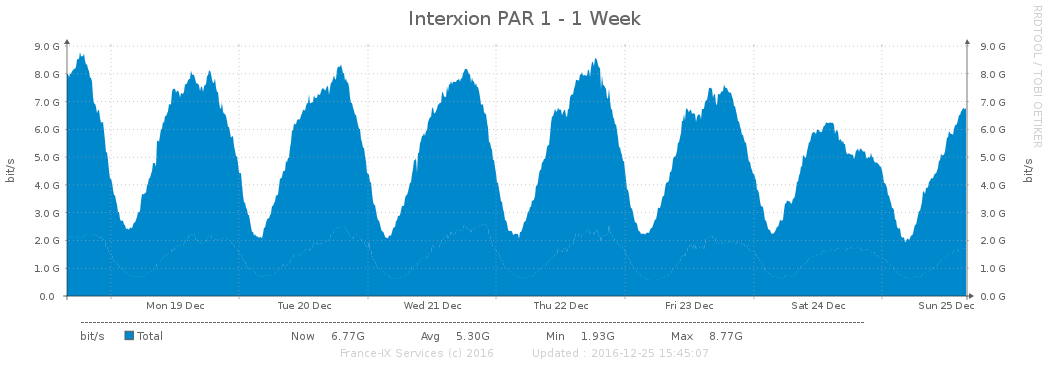 Interxion PAR 1 - 1 Week
RRDTOOL / TOBI OETIKER
9.0 G 9.0 G
8.0 G 8.0 G
7.0 G 7.0 G
6.0 G 6.0 G
5.0 G 5.0 G
4.0 G 4.0 G
3.0 G 3.0 G
2.0 G 2.0 G
1.0 G 1.0 G
0.0 0.0 G
bit/s
bit/s
Mon 19 Dec Tue 20 Dec Wed 21 Dec Thu 22 Dec Fri 23 Dec Sat 24 Dec Sun 25 Dec
bit/s Total Now 6.77G Avg 5.30G Min 1.93G Max 8.77G
France-IX Services (c) 2016 Updated : 2016-12-25 15:45:07